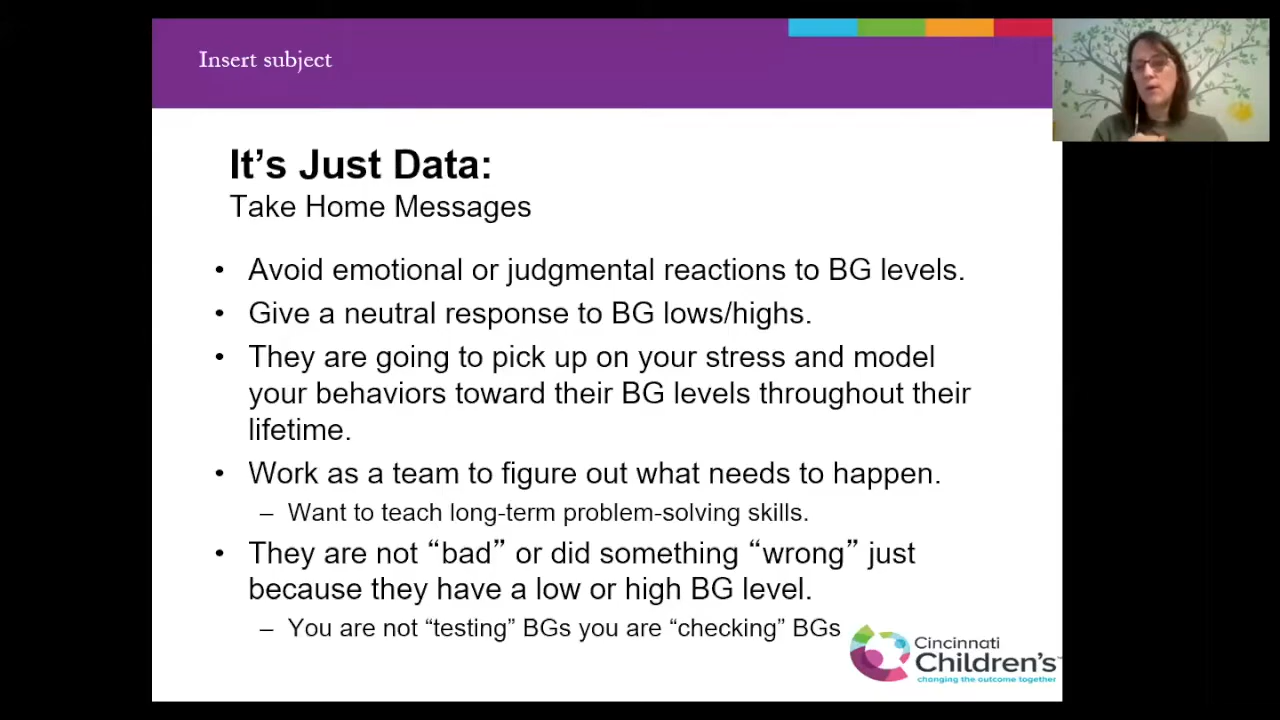 Insert subject
It’s Just Data:
Take Home Messages
• Avoid emotional or judgmental reactions to BG levels.
• Give a neutral response to BG lows/highs.
• They are going to pick up on your stress and model
your behaviors toward their BG levels throughout their
lifetime.
• Work as a team to figure out what needs to happen.
– Want to teach long-term problem-solving skills.
• They are not “bad” or did something “wrong” just
because they have a low or high BG level.
– You are not “testing” BGs you are “checking” BGs
Cincinnati
Children’s™
changing the outcome together